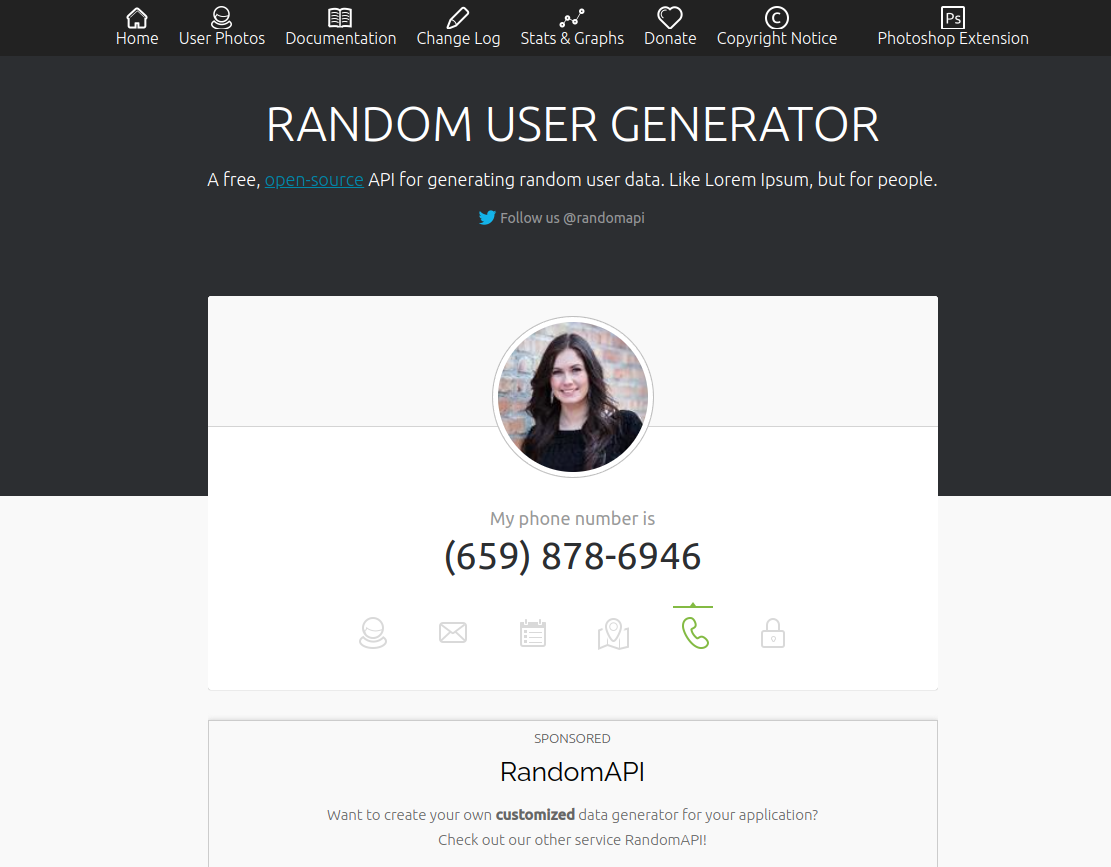 Home User Photos Documentation Change Log Stats & Graphs Donate Copyright Notice Photoshop Extension
C
Ps
RANDOM USER GENERATOR
A free, open-source API for generating random user data. Like Lorem Ipsum, but for people.
Follow us @randomapi
My phone number is
(659) 878-6946
SPONSORED
RandomAPI
Want to create your own customized data generator for your application?
Check out our other service RandomAPI!